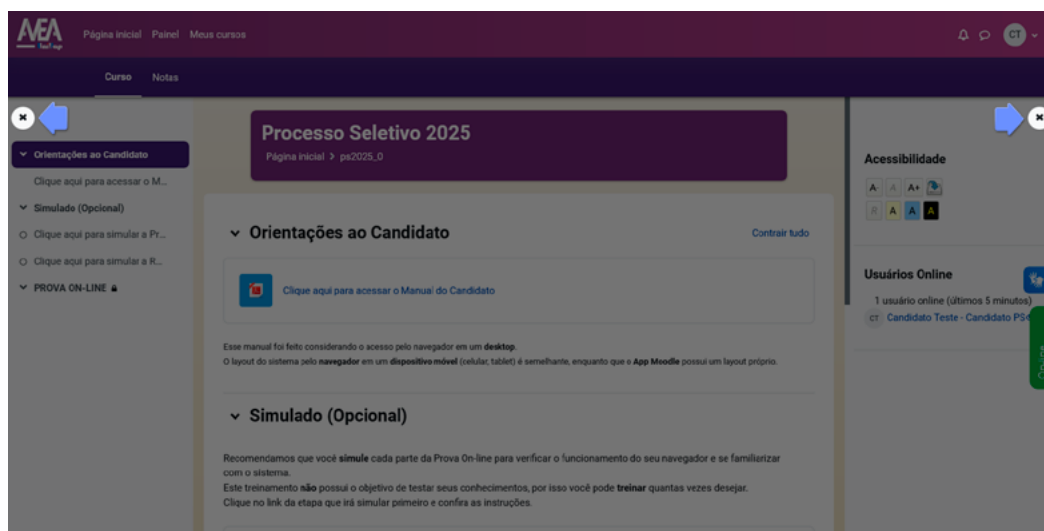 AVEA
Página inicial Painel Meus cursos
CT
Curso Notas
Orientações ao Candidato
Clique aqui para acessar o M...
Simulado (Opcional)
Clique aqui para simular a Pr...
Clique aqui para simular a R...
PROVA ON-LINE
Processo Seletivo 2025
Página inicial > ps2025_0
Orientações ao Candidato
Contrair tudo
Clique aqui para acessar o Manual do Candidato
Esse manual foi feito considerando o acesso pelo navegador em um desktop.
O layout do sistema pelo navegador em um dispositivo móvel (celular, tablet) é semelhante, enquanto que o App Moodle possui um layout próprio.
Simulado (Opcional)
Recomendamos que você simule cada parte da Prova On-line para verificar o funcionamento do seu navegador e se familiarizar
com o sistema.
Este treinamento não possui o objetivo de testar seus conhecimentos, por isso você pode treinar quantas vezes desejar.
Clique no link da etapa que irá simular primeiro e confira as instruções.
Acessibilidade
A- A A+
R A A A
Usuários Online
1 usuário online (últimos 5 minutos)
CT Candidato Teste - Candidato PS